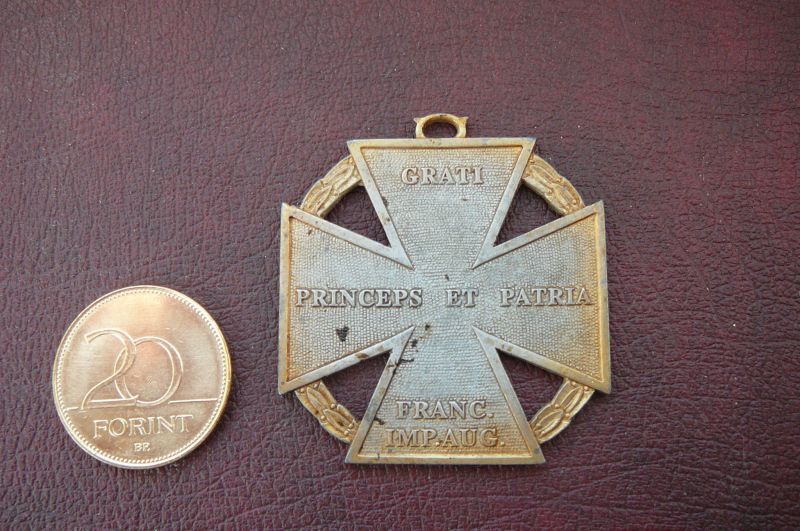 GRATI
PRINCEPS ET PATRIA
FRANC.
IMP.AUG.
20
FORINT
BP.